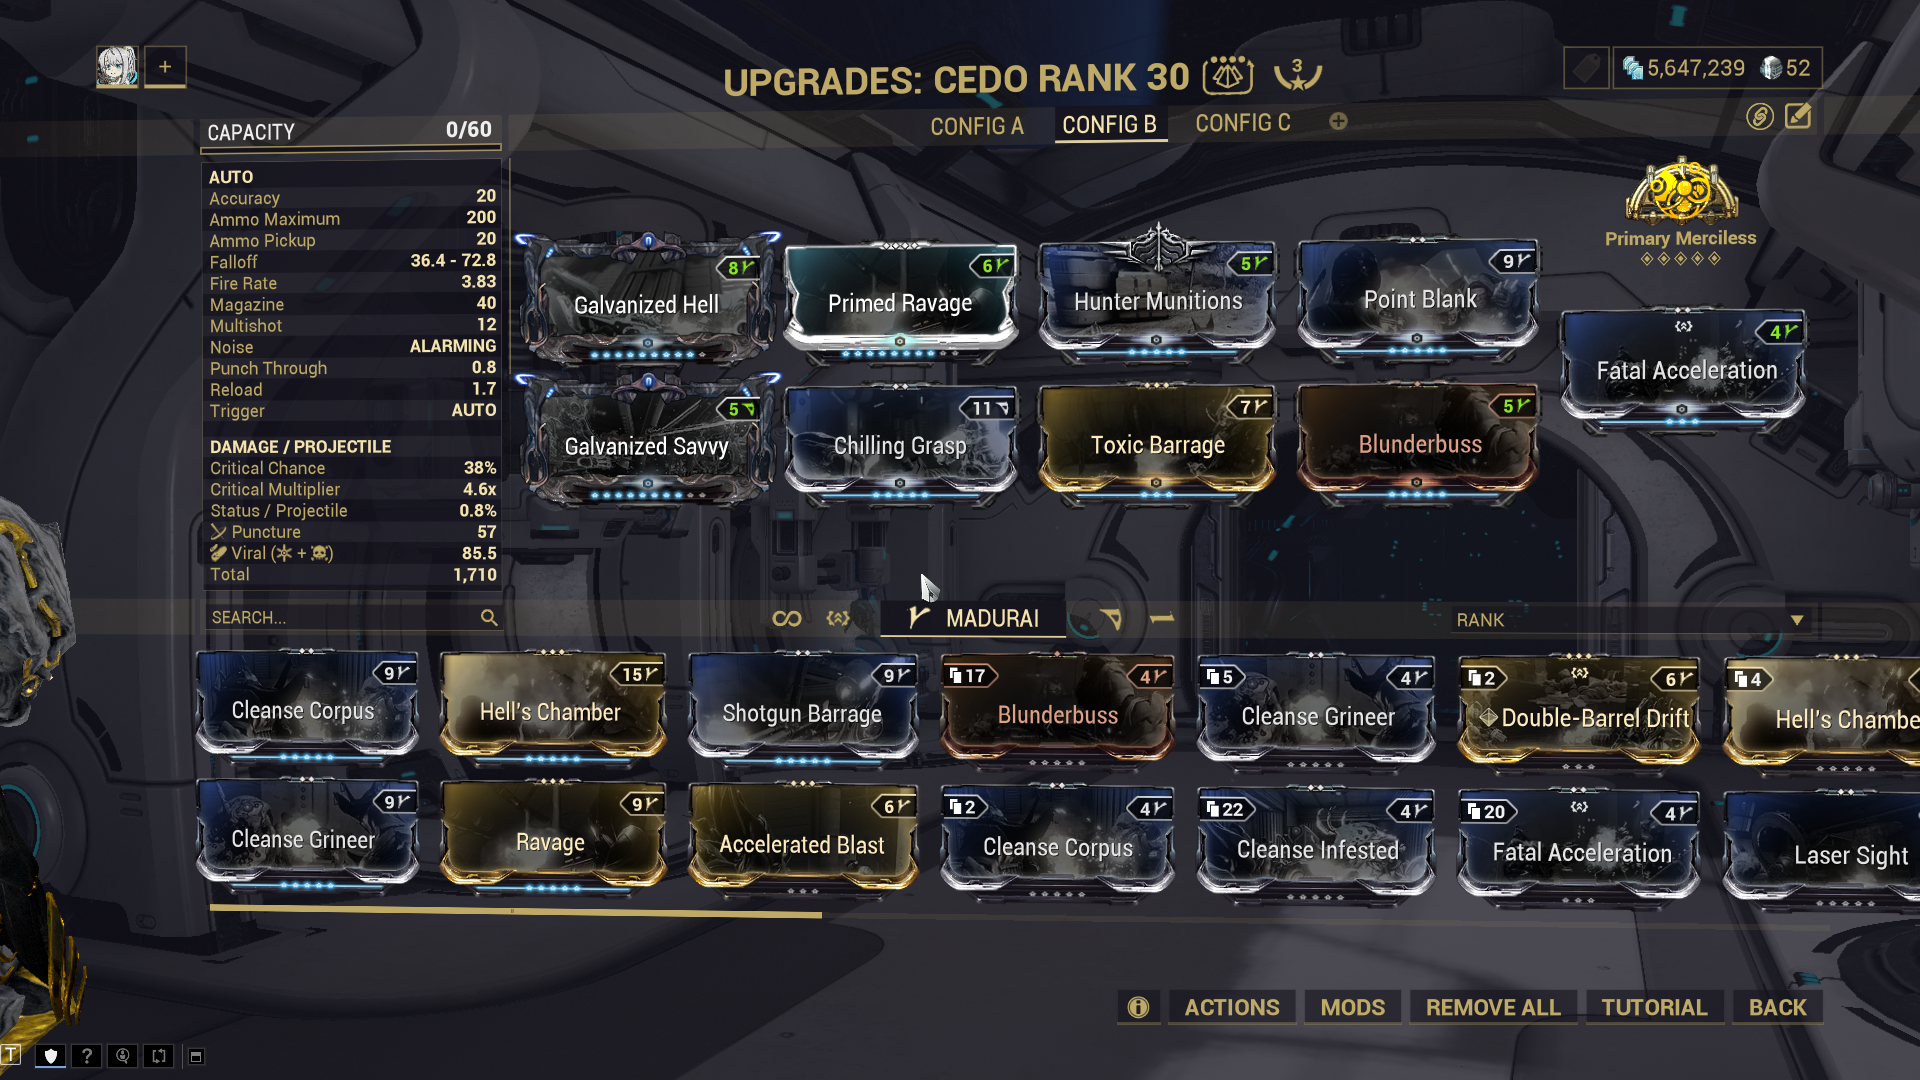 +
UPGRADES: CEDO RANK 30
3
5,647,239
52
CAPACITY 0/60
CONFIG A
CONFIG B
CONFIG C
AUTO
Accuracy 20
Ammo Maximum 200
Ammo Pickup 20
Falloff 36.4 - 72.8
Fire Rate 3.83
Magazine 40
Multishot 12
Noise ALARMING
Punch Through 0.8
Reload 1.7
Trigger AUTO
DAMAGE / PROJECTILE
Critical Chance 38%
Critical Multiplier 4.6x
Status / Projectile 0.8%
Puncture 57
Viral ( + ) 85.5
Total 1,710
8
Galvanized Hell
6
Primed Ravage
5
Hunter Munitions
9
Point Blank
Primary Merciless
4
Fatal Acceleration
5
Galvanized Savvy
11
Chilling Grasp
7
Toxic Barrage
5
Blunderbuss
SEARCH...
MADURAI
RANK
9
Cleanse Corpus
15
Hell's Chamber
9
Shotgun Barrage
17 4
Blunderbuss
5 4
Cleanse Grineer
2 6
Double-Barrel Drift
4
Hell's Chambe
9
Cleanse Grineer
9
Ravage
6
Accelerated Blast
2 4
Cleanse Corpus
22 4
Cleanse Infested
20 4
Fatal Acceleration
Laser Sight
ACTIONS
MODS
REMOVE ALL
TUTORIAL
BACK
T
?